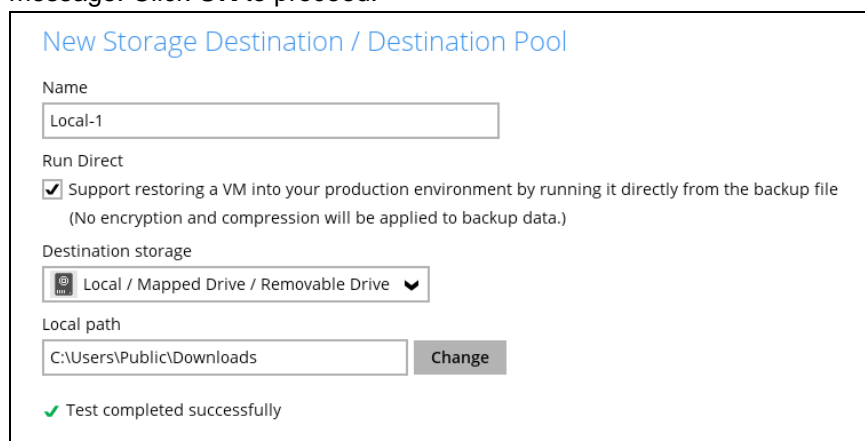 message. Click OK to proceed.
New Storage Destination / Destination Pool
Name
Local-1
Run Direct
Support restoring a VM into your production environment by running it directly from the backup file
(No encryption and compression will be applied to backup data.)
Destination storage
Local / Mapped Drive / Removable Drive
Local path
C:\Users\Public\Downloads
Change
Test completed successfully